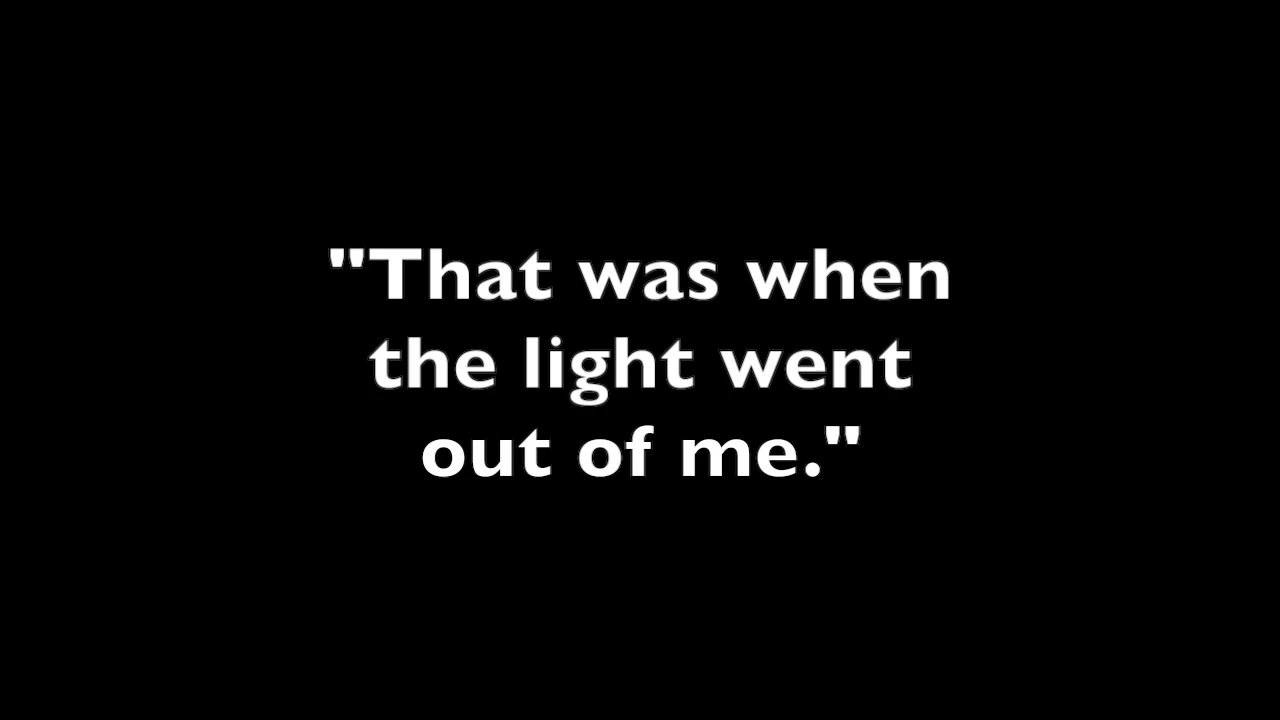 "That was when
the light went
out of me."